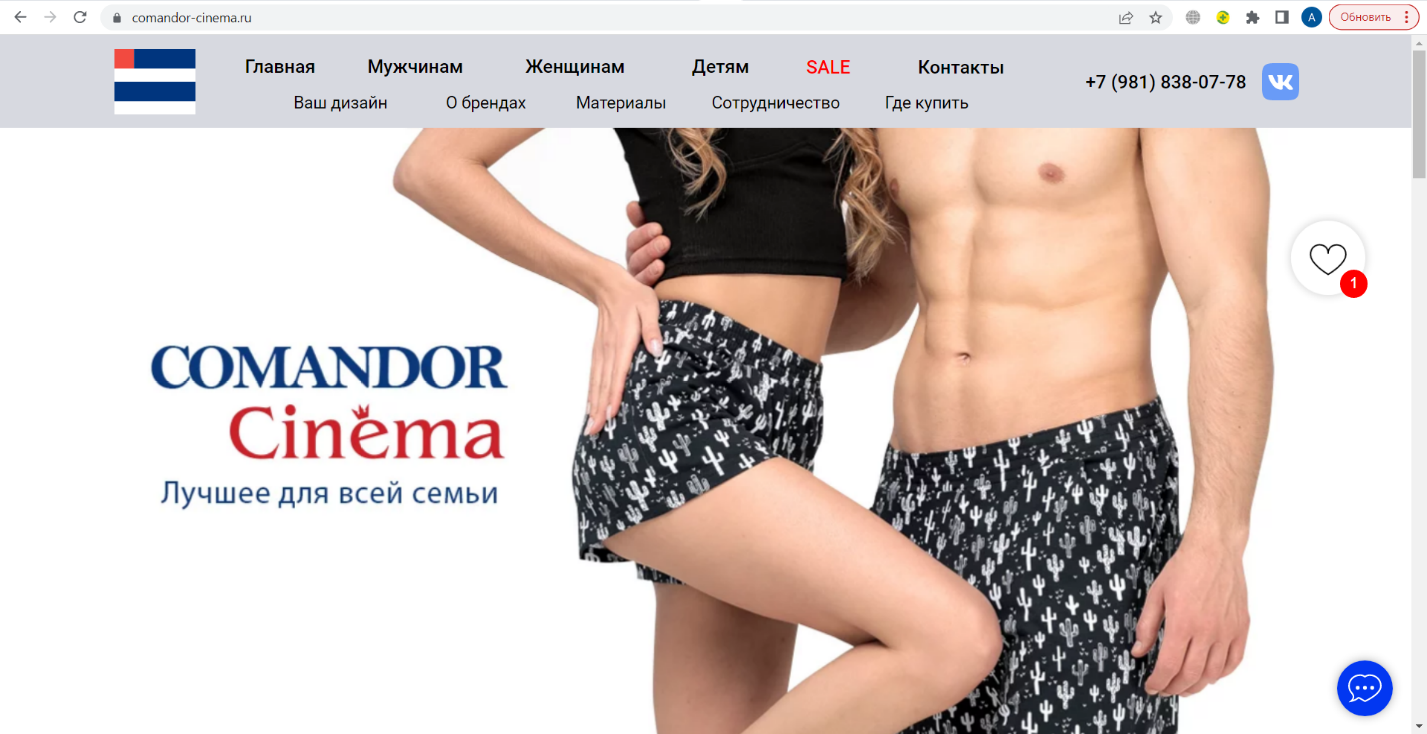 comandor-cinema.ru
A
Обновить
Главная Мужчинам Женщинам Детям SALE Контакты
Ваш дизайн О брендах Материалы Сотрудничество Где купить
+7 (981) 838-07-78
1
COMANDOR
Cinёma
Лучшее для всей семьи